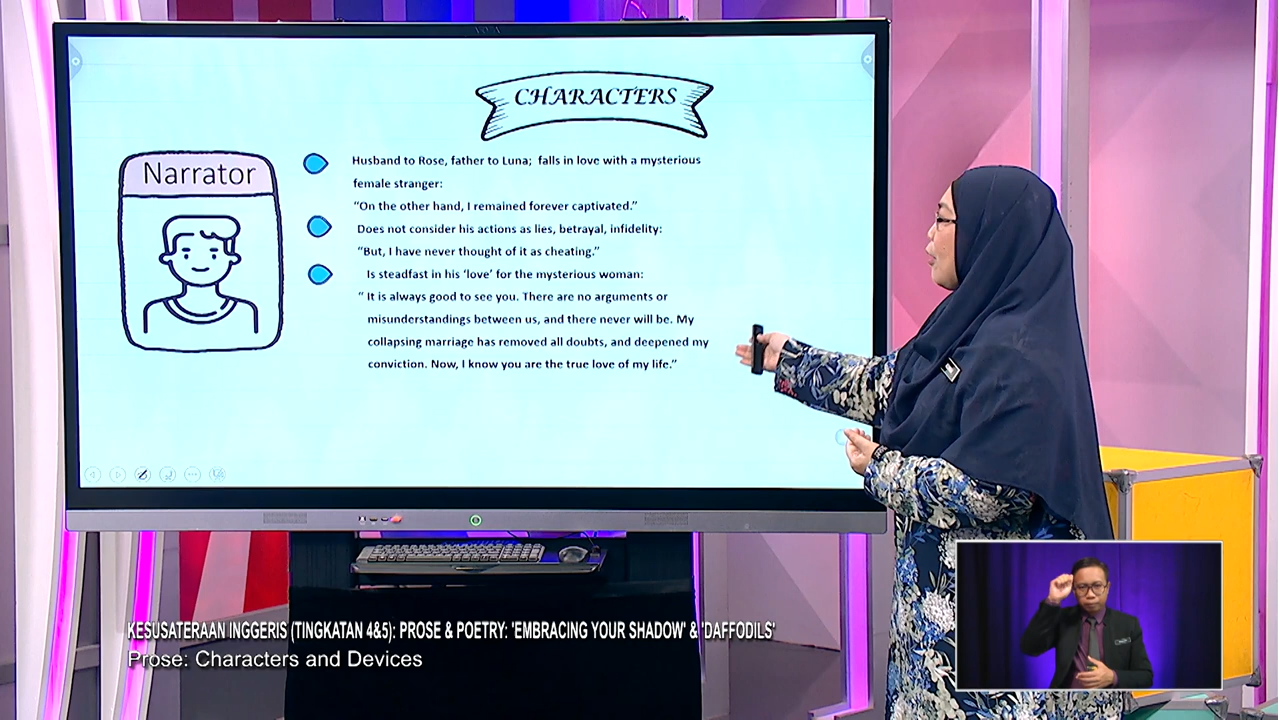 CHARACTERS
Narrator
Husband to Rose, father to Luna; falls in love with a mysterious
female stranger:
“On the other hand, I remained forever captivated.”
Does not consider his actions as lies, betrayal, infidelity:
“But, I have never thought of it as cheating.”
Is steadfast in his ‘love’ for the mysterious woman:
“ It is always good to see you. There are no arguments or
misunderstandings between us, and there never will be. My
collapsing marriage has removed all doubts, and deepened my
conviction. Now, I know you are the true love of my life.”
KESUSATERAAN INGGERIS (TINGKATAN 4&5): PROSE & POETRY: 'EMBRACING YOUR SHADOW' & 'DAFFODILS'
Prose: Characters and Devices